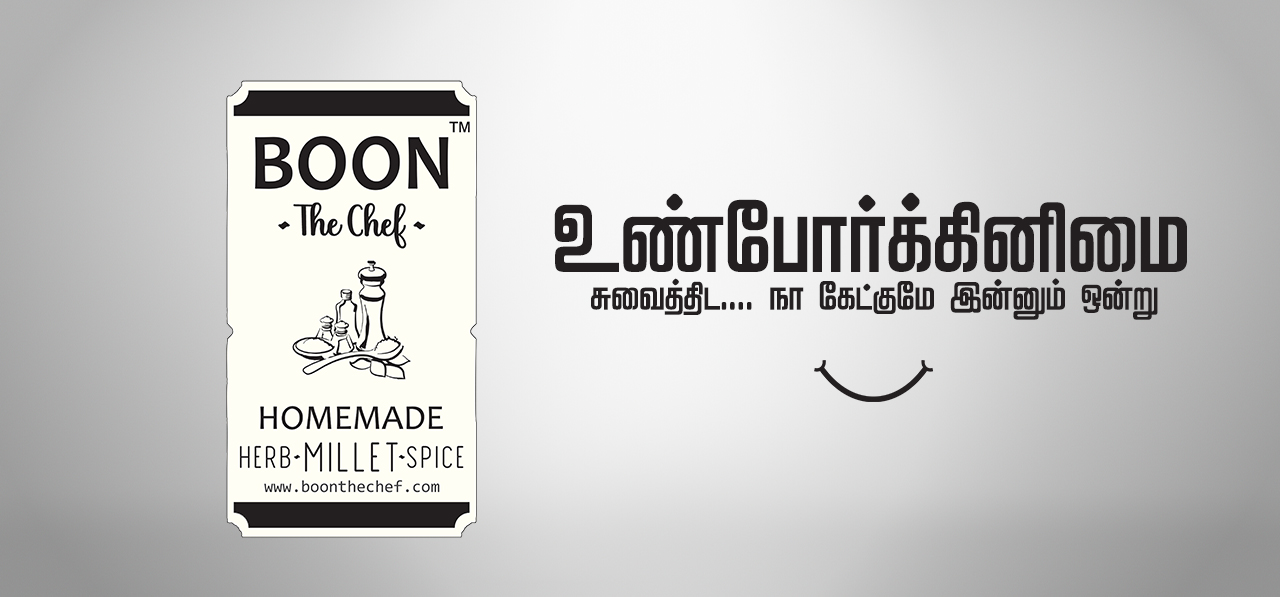 BOON™
The Chef
HOMEMADE
HERB·MILLET·SPICE
www.boonthechef.com
உண்போர்க்கினிமை
சுவைத்திட.... நா கேட்குமே இன்னும் ஒன்று